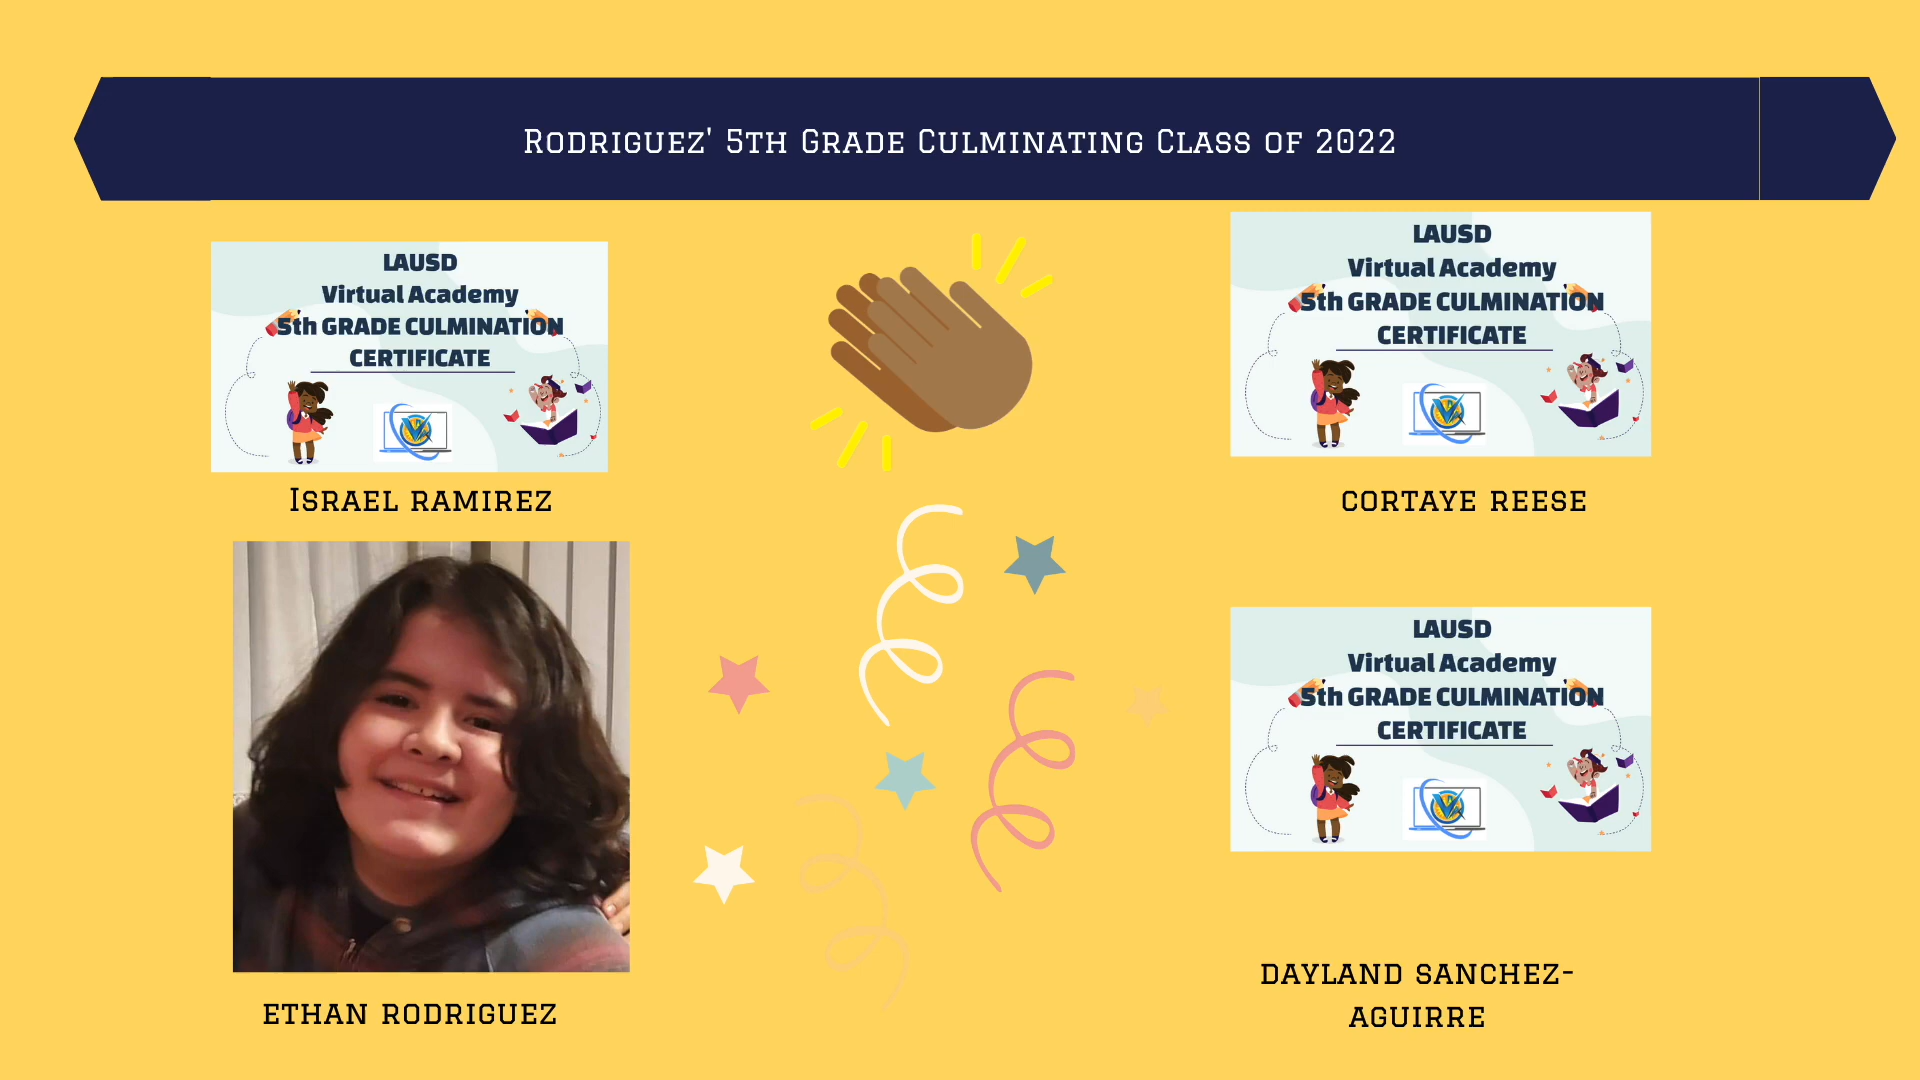 Rodriguez' 5th Grade Culminating Class of 2022
LAUSD
Virtual Academy
5th GRADE CULMINATION
CERTIFICATE
Israel Ramirez
LAUSD
Virtual Academy
5th GRADE CULMINATION
CERTIFICATE
Cortaye Reese
Ethan Rodriguez
LAUSD
Virtual Academy
5th GRADE CULMINATION
CERTIFICATE
Dayland Sanchez-
Aguirre